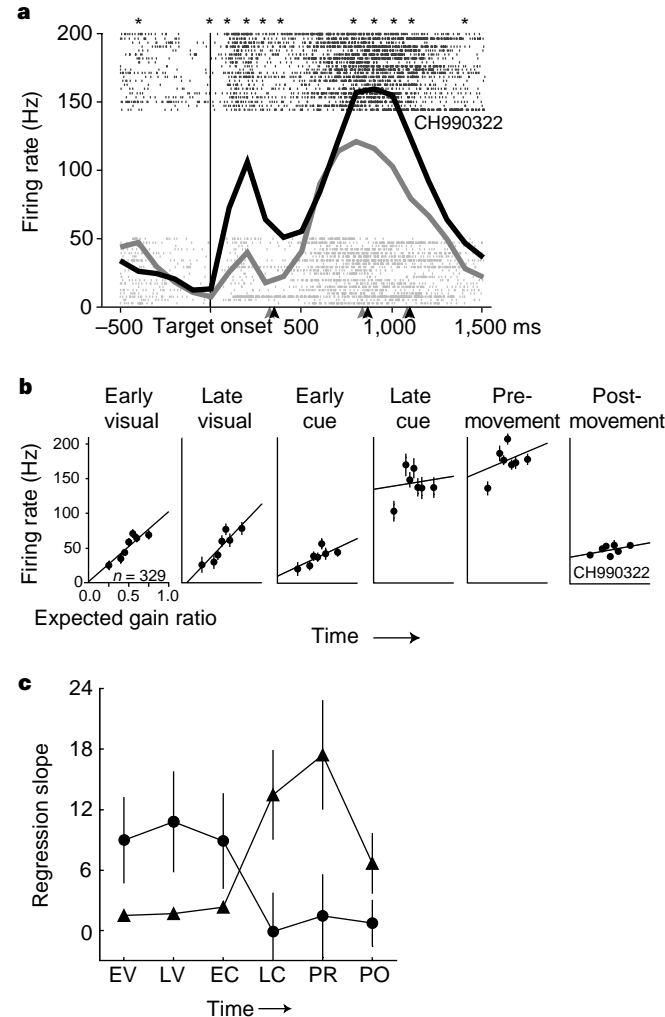 a
* * * * * * * * * * *
200
150
100
50
0
Firing rate (Hz)
CH990322
–500 Target onset 500 1,000 1,500 ms
b
Early visual
Late visual
Early cue
Late cue
Pre-movement
Post-movement
200
150
100
50
0
Firing rate (Hz)
n = 329
CH990322
0.0 0.5 1.0
Expected gain ratio
Time
c
24
18
12
6
0
Regression slope
EV LV EC LC PR PO
Time